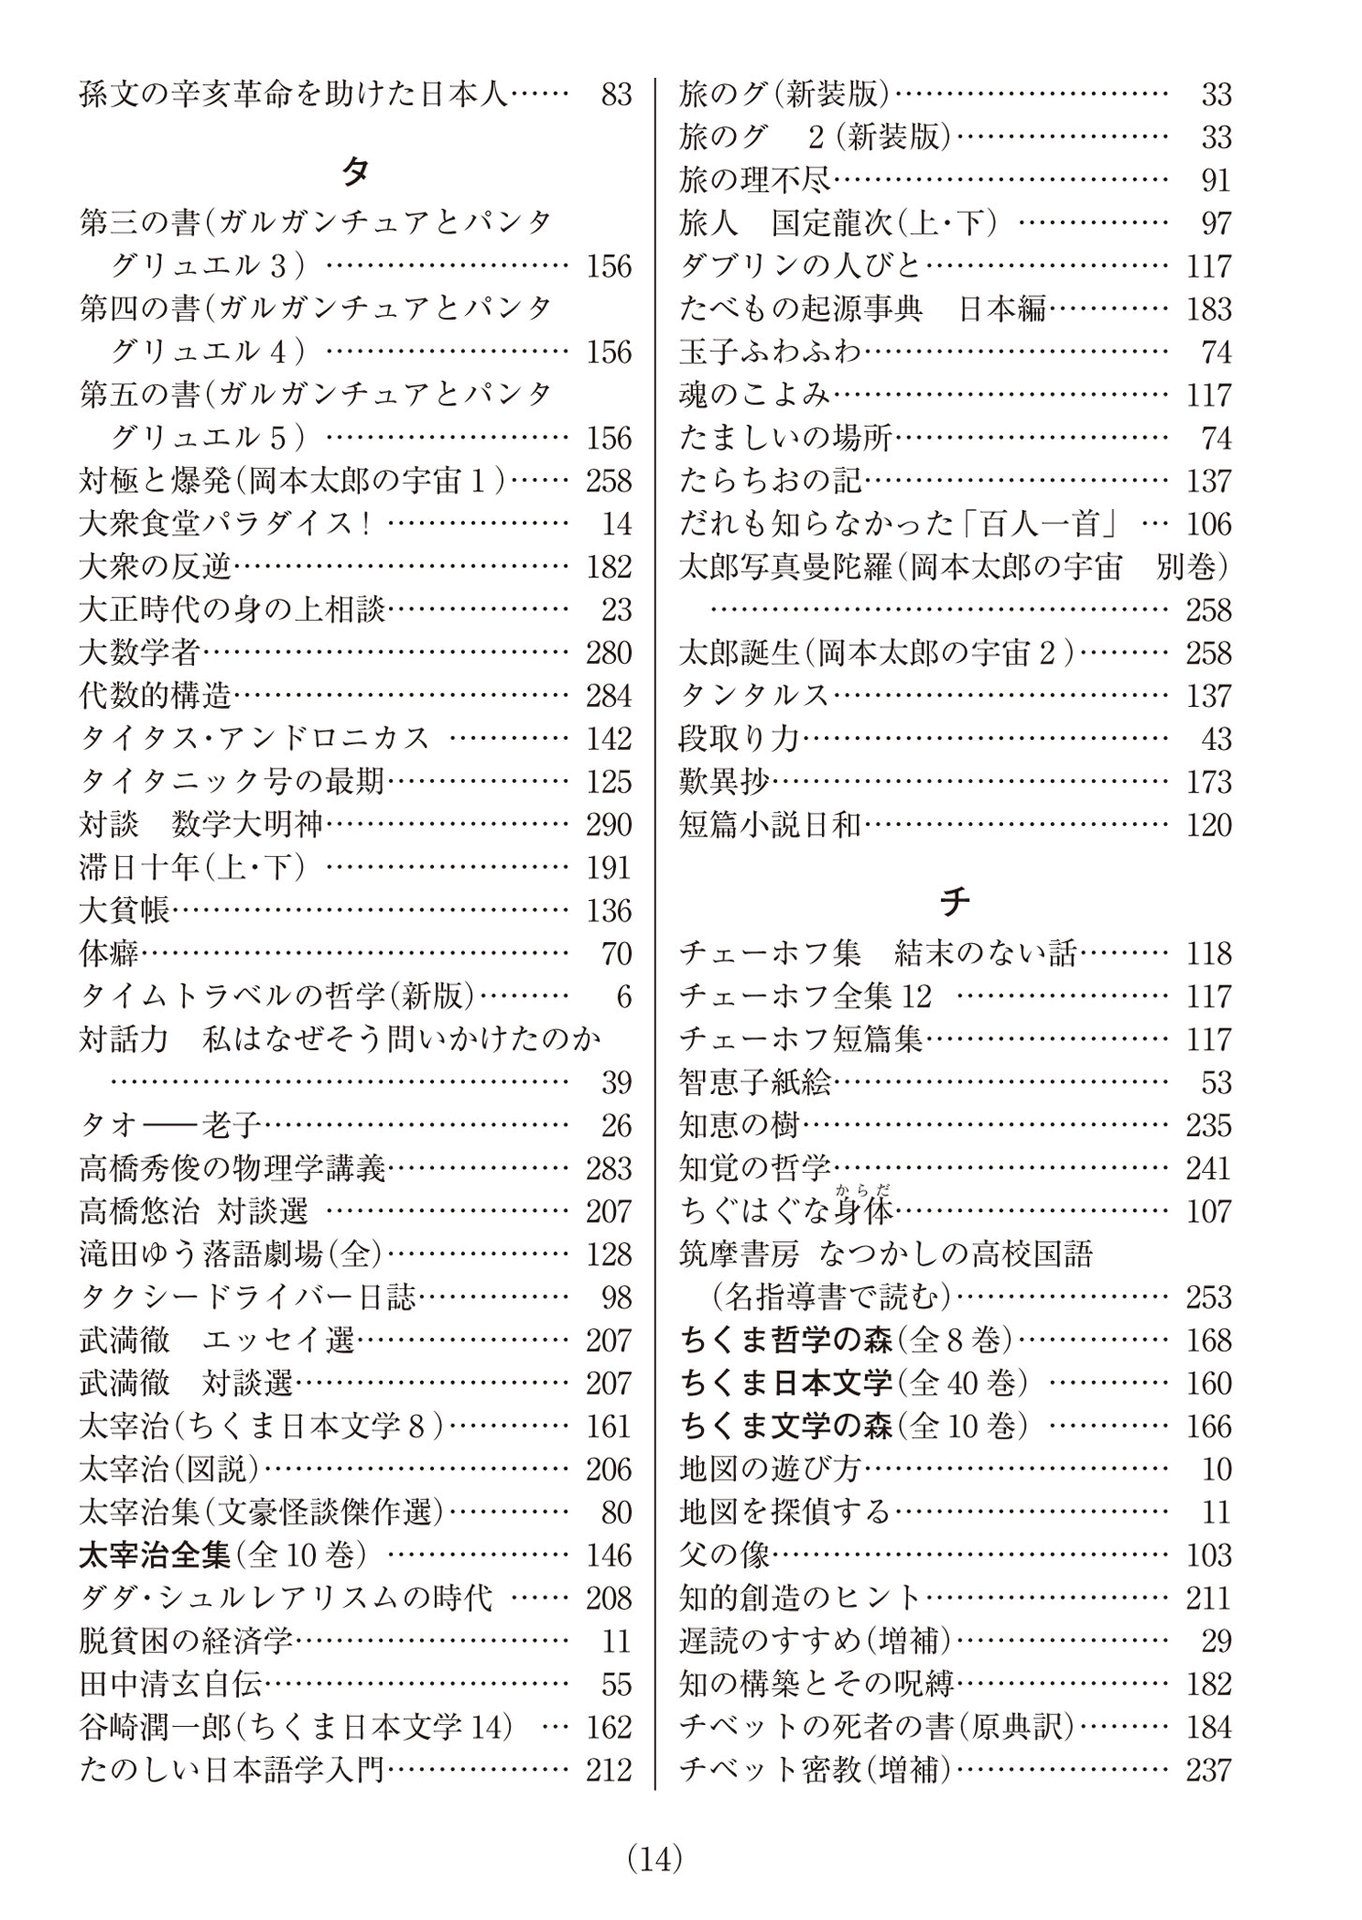 孫文の辛亥革命を助けた日本人…… 83
タ
第三の書(ガルガンチュアとパンタ
グリュエル3) …………………… 156
第四の書(ガルガンチュアとパンタ
グリュエル4) …………………… 156
第五の書(ガルガンチュアとパンタ
グリュエル5) …………………… 156
対極と爆発(岡本太郎の宇宙1)…… 258
大衆食堂パラダイス! ……………… 14
大衆の反逆…………………………… 182
大正時代の身の上相談……………… 23
大数学者……………………………… 280
代数的構造…………………………… 284
タイタス・アンドロニカス ………… 142
タイタニック号の最期……………… 125
対談　数学大明神…………………… 290
滞日十年(上・下) …………………… 191
大貧帳………………………………… 136
体癖…………………………………… 70
タイムトラベルの哲学(新版)……… 6
対話力　私はなぜそう問いかけたのか
……………………………………… 39
タオ――老子………………………… 26
高橋秀俊の物理学講義……………… 283
高橋悠治 対談選 …………………… 207
滝田ゆう落語劇場(全)……………… 128
タクシードライバー日誌…………… 98
武満徹　エッセイ選………………… 207
武満徹　対談選……………………… 207
太宰治(ちくま日本文学8)………… 161
太宰治(図説)………………………… 206
太宰治集(文豪怪談傑作選)………… 80
太宰治全集(全10巻) ……………… 146
ダダ・シュルレアリスムの時代 …… 208
脱貧困の経済学……………………… 11
田中清玄自伝………………………… 55
谷崎潤一郎(ちくま日本文学14) … 162
たのしい日本語学入門……………… 212
旅のグ(新装版)……………………… 33
旅のグ　2(新装版)………………… 33
旅の理不尽…………………………… 91
旅人　国定龍次(上・下) …………… 97
ダブリンの人びと…………………… 117
たべもの起源事典　日本編………… 183
玉子ふわふわ………………………… 74
魂のこよみ…………………………… 117
たましいの場所……………………… 74
たらちおの記………………………… 137
だれも知らなかった「百人一首」 … 106
太郎写真曼陀羅(岡本太郎の宇宙　別巻)
……………………………………… 258
太郎誕生(岡本太郎の宇宙2)……… 258
タンタルス…………………………… 137
段取り力……………………………… 43
歎異抄………………………………… 173
短篇小説日和………………………… 120
チ
チェーホフ集　結末のない話……… 118
チェーホフ全集12 ………………… 117
チェーホフ短篇集…………………… 117
智恵子紙絵…………………………… 53
知恵の樹……………………………… 235
知覚の哲学…………………………… 241
からだ
ちぐはぐな身体……………………… 107
筑摩書房 なつかしの高校国語
(名指導書で読む)………………… 253
ちくま哲学の森(全8巻)…………… 168
ちくま日本文学(全40巻) ………… 160
ちくま文学の森(全10巻) ………… 166
地図の遊び方………………………… 10
地図を探偵する……………………… 11
父の像………………………………… 103
知的創造のヒント…………………… 211
遅読のすすめ(増補)………………… 29
知の構築とその呪縛………………… 182
チベットの死者の書(原典訳)……… 184
チベット密教(増補)………………… 237
(14)